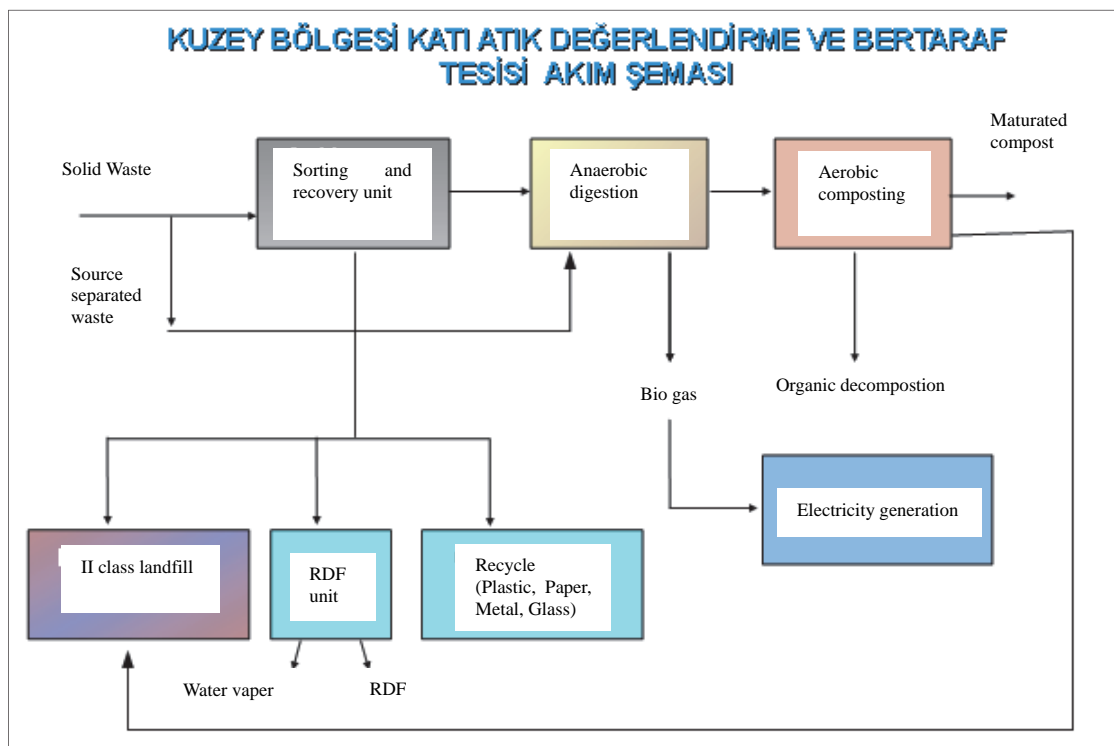 KUZEY BÖLGESİ KATI ATIK DEĞERLENDİRME VE BERTARAF
TESİSİ AKIM ŞEMASI
Maturated
compost
Solid Waste
Sorting and
recovery unit
Anaerobic
digestion
Aerobic
composting
Source
separated
waste
Bio gas
Organic decompostion
Electricity generation
II class landfill
RDF
unit
Recycle
(Plastic, Paper,
Metal, Glass)
Water vaper
RDF